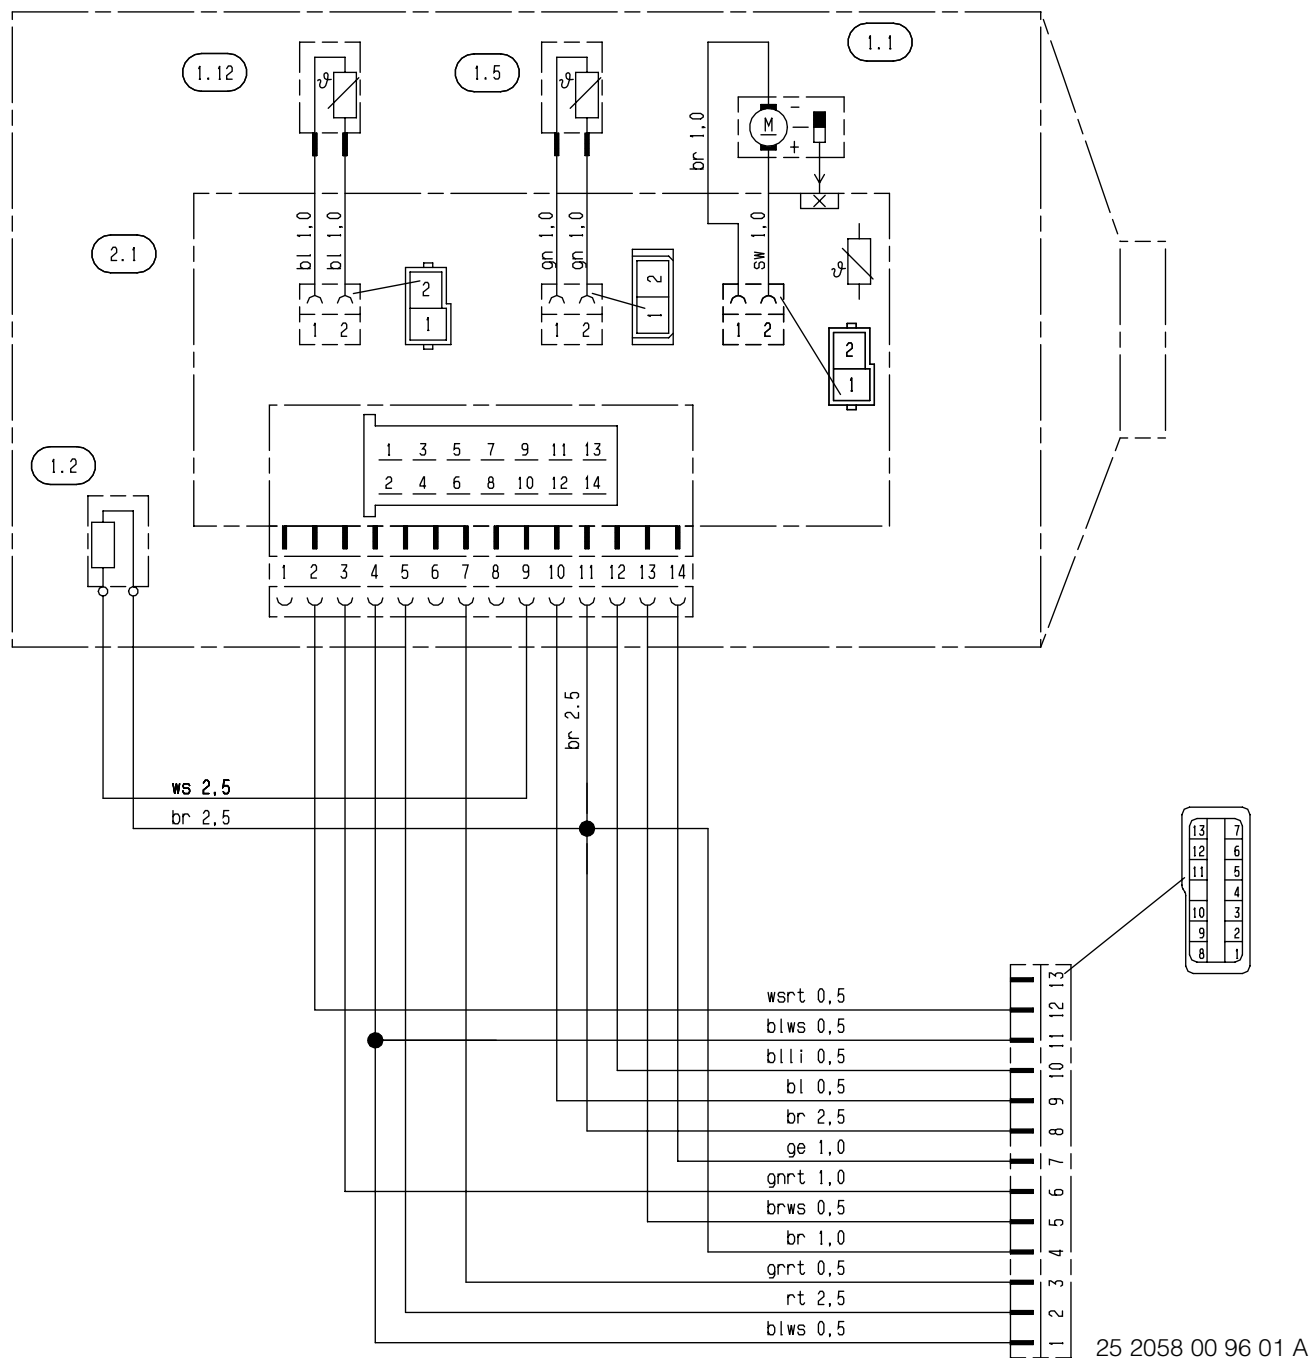 1.12
1.5
1.1
ϑ
ϑ
M
−
+
br 1,0
2.1
bl 1,0
bl 1,0
gn 1,0
gn 1,0
sw 1,0
ϑ
2
1
2
1
1 2
1 2
1 2
2
1
1.2
1 3 5 7 9 11 13
2 4 6 8 10 12 14
1 2 3 4 5 6 7 8 9 10 11 12 13 14
br 2.5
ws 2,5
br 2,5
13 7
12 6
11 5
4
10 3
9 2
8 1
13
wsrt 0,5 12
blws 0,5 11
blli 0,5 10
bl 0,5 9
br 2,5 8
ge 1,0 7
gnrt 1,0 6
brws 0,5 5
br 1,0 4
grrt 0,5 3
rt 2,5 2
blws 0,5 1
25 2058 00 96 01 A